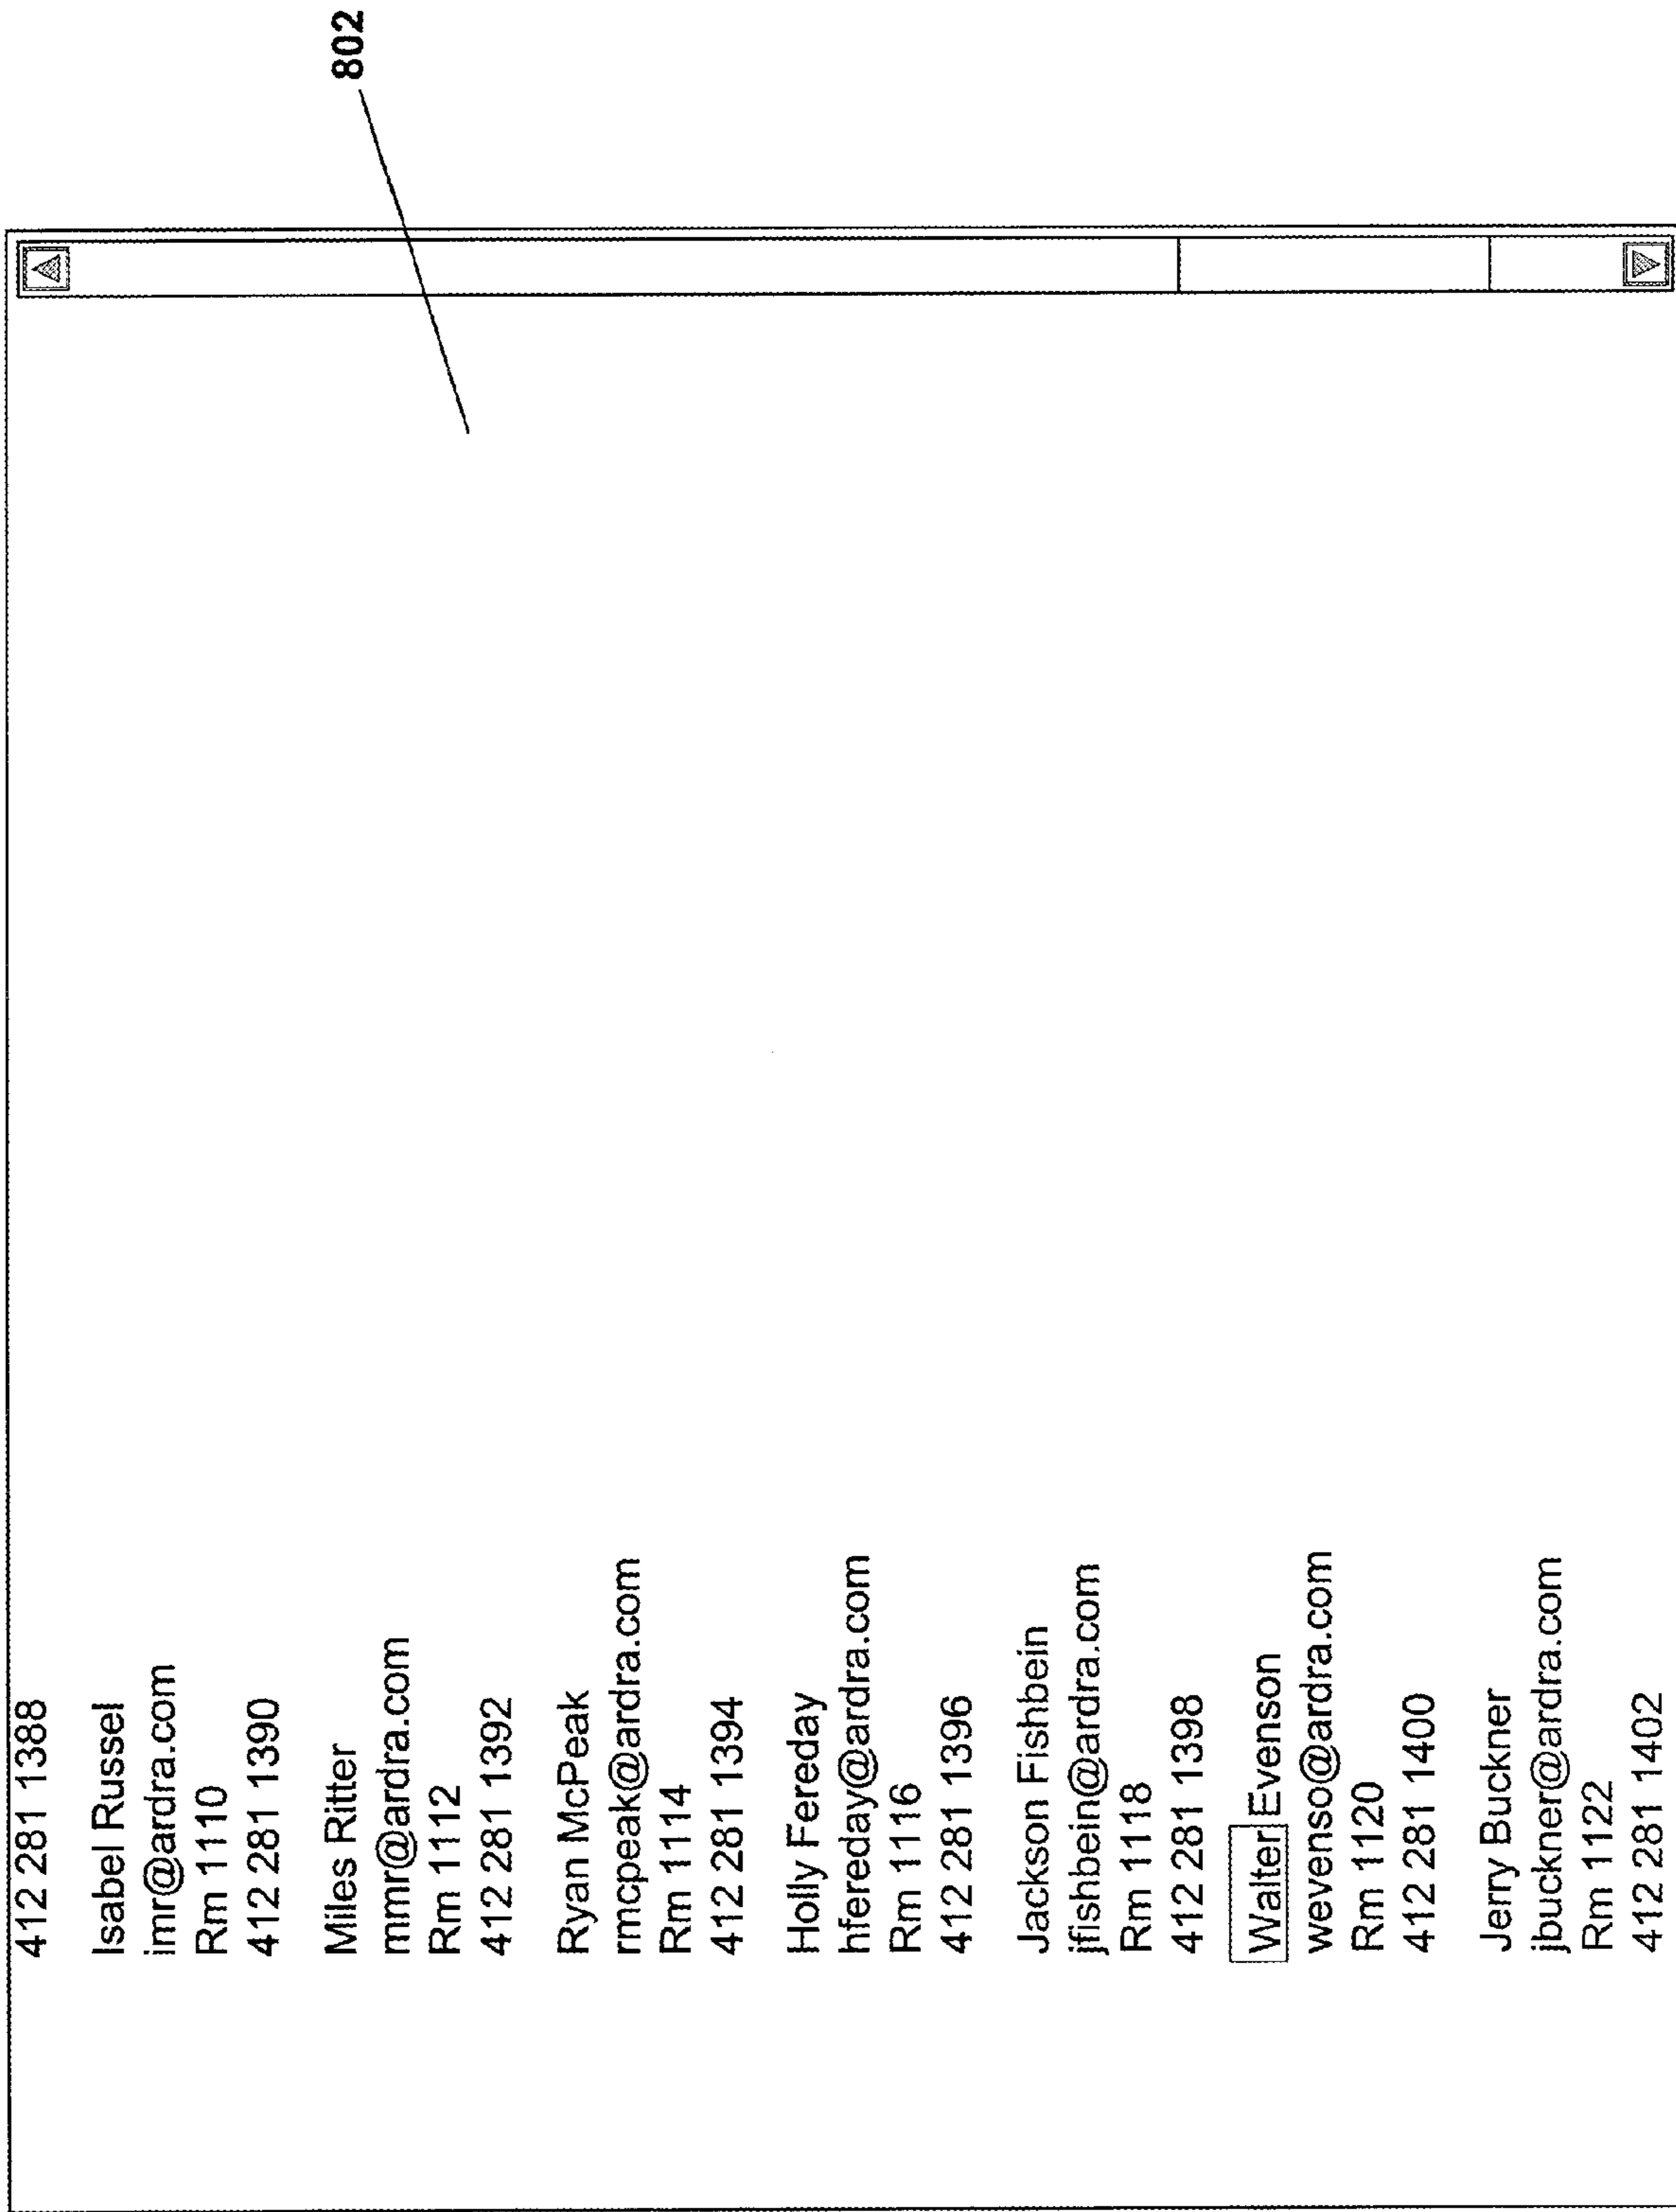 412 281 1388
Isabel Russel
imr@ardra.com
Rm 1110
412 281 1390
Miles Ritter
mmr@ardra.com
Rm 1112
412 281 1392
Ryan McPeak
rmcpeak@ardra.com
Rm 1114
412 281 1394
Holly Fereday
hfereday@ardra.com
Rm 1116
412 281 1396
Jackson Fishbein
jfishbein@ardra.com
Rm 1118
412 281 1398
Walter Evenson
wevenso@ardra.com
Rm 1120
412 281 1400
Jerry Buckner
jbuckner@ardra.com
Rm 1122
412 281 1402
802